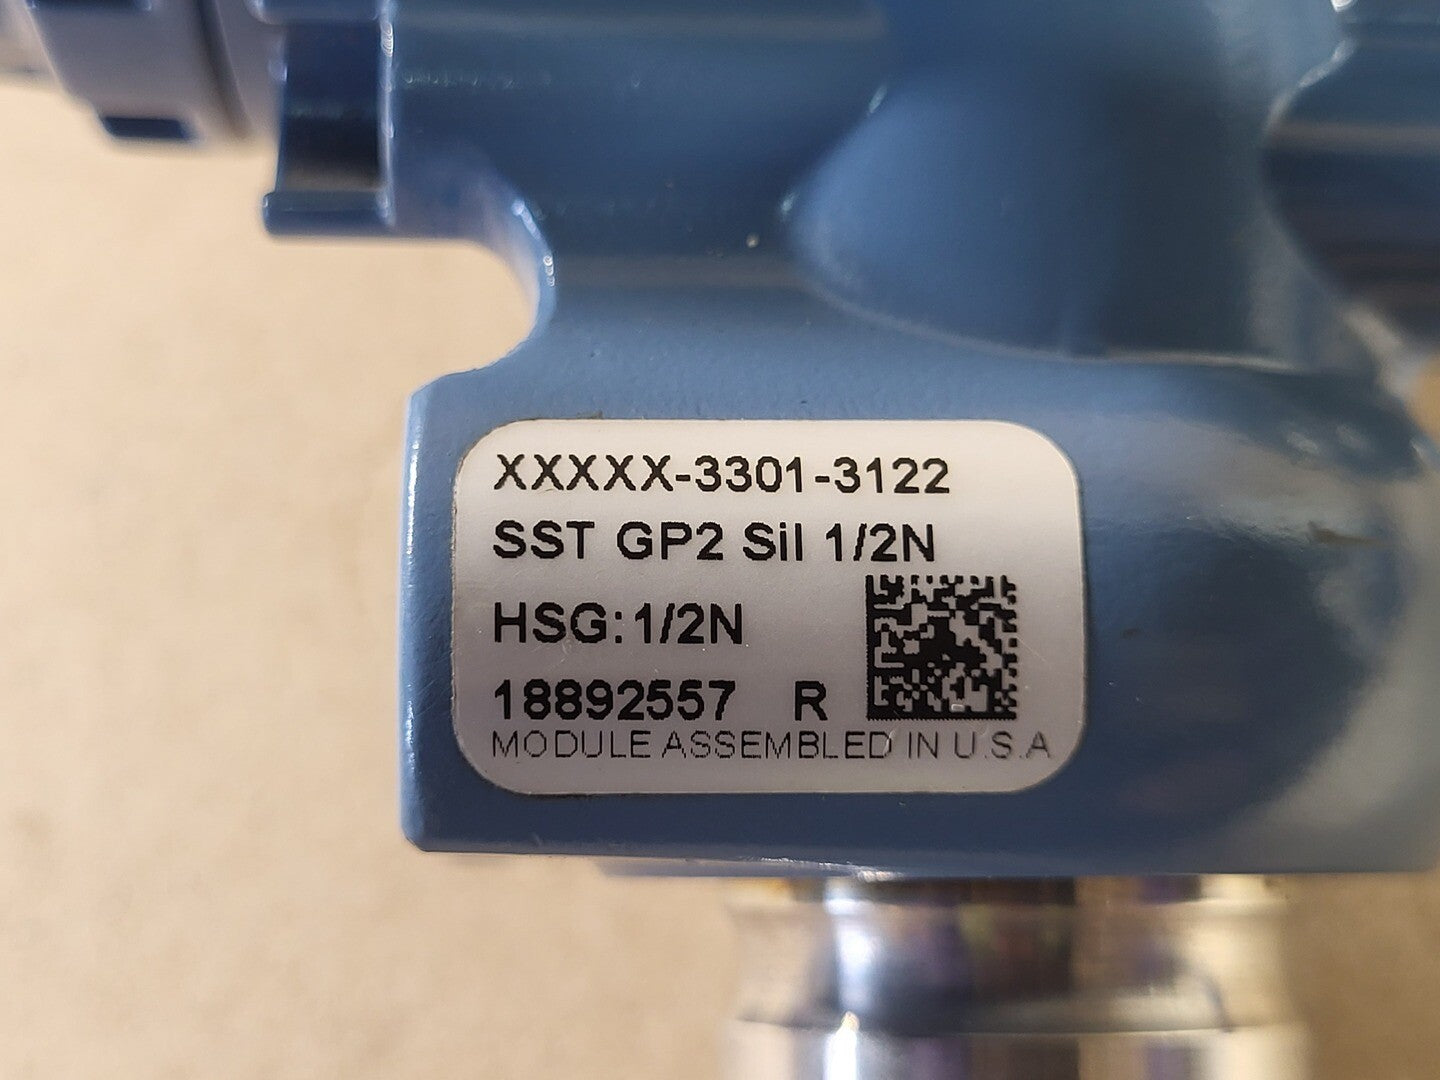 XXXXX-3301-3122
SST GP2 Sil 1/2N
HSG: 1/2N
18892557 R
MODULE ASSEMBLED IN U.S.A